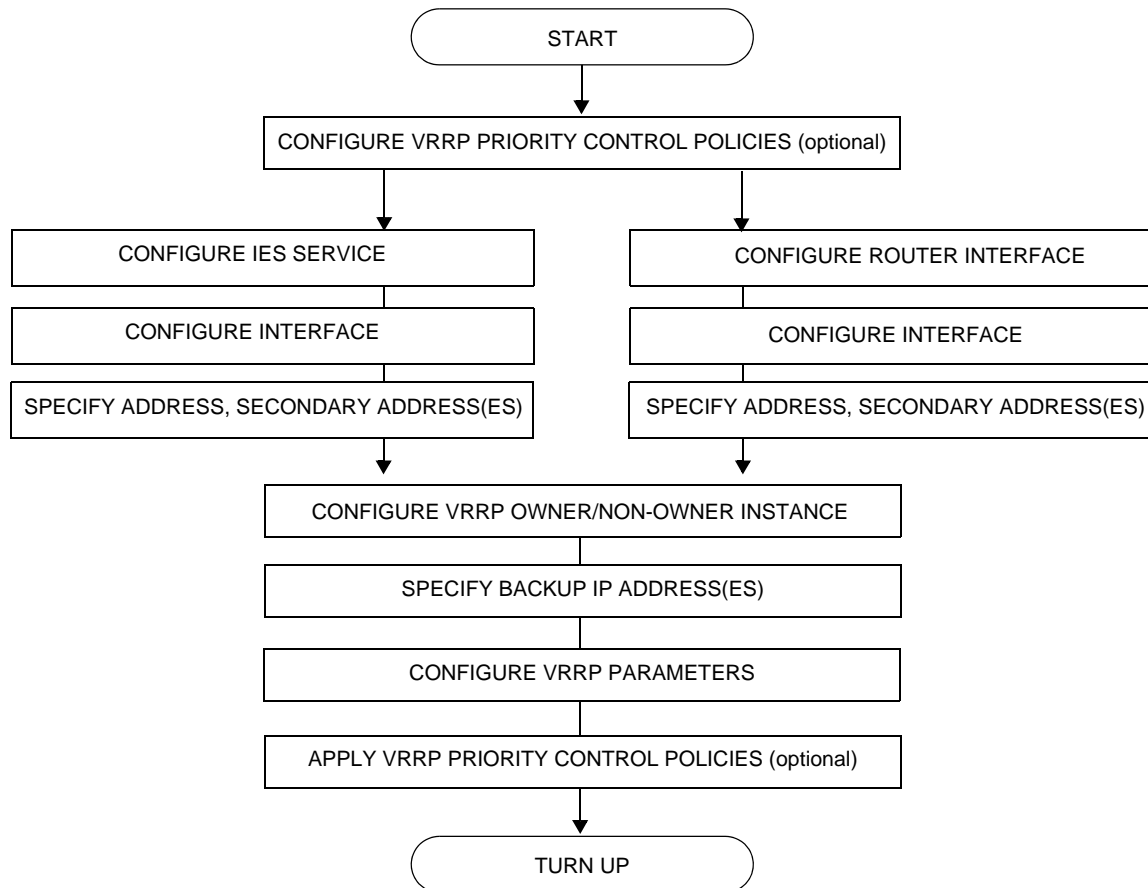 START
CONFIGURE VRRP PRIORITY CONTROL POLICIES (optional)
CONFIGURE IES SERVICE
CONFIGURE ROUTER INTERFACE
CONFIGURE INTERFACE
CONFIGURE INTERFACE
SPECIFY ADDRESS, SECONDARY ADDRESS(ES)
SPECIFY ADDRESS, SECONDARY ADDRESS(ES)
CONFIGURE VRRP OWNER/NON-OWNER INSTANCE
SPECIFY BACKUP IP ADDRESS(ES)
CONFIGURE VRRP PARAMETERS
APPLY VRRP PRIORITY CONTROL POLICIES (optional)
TURN UP